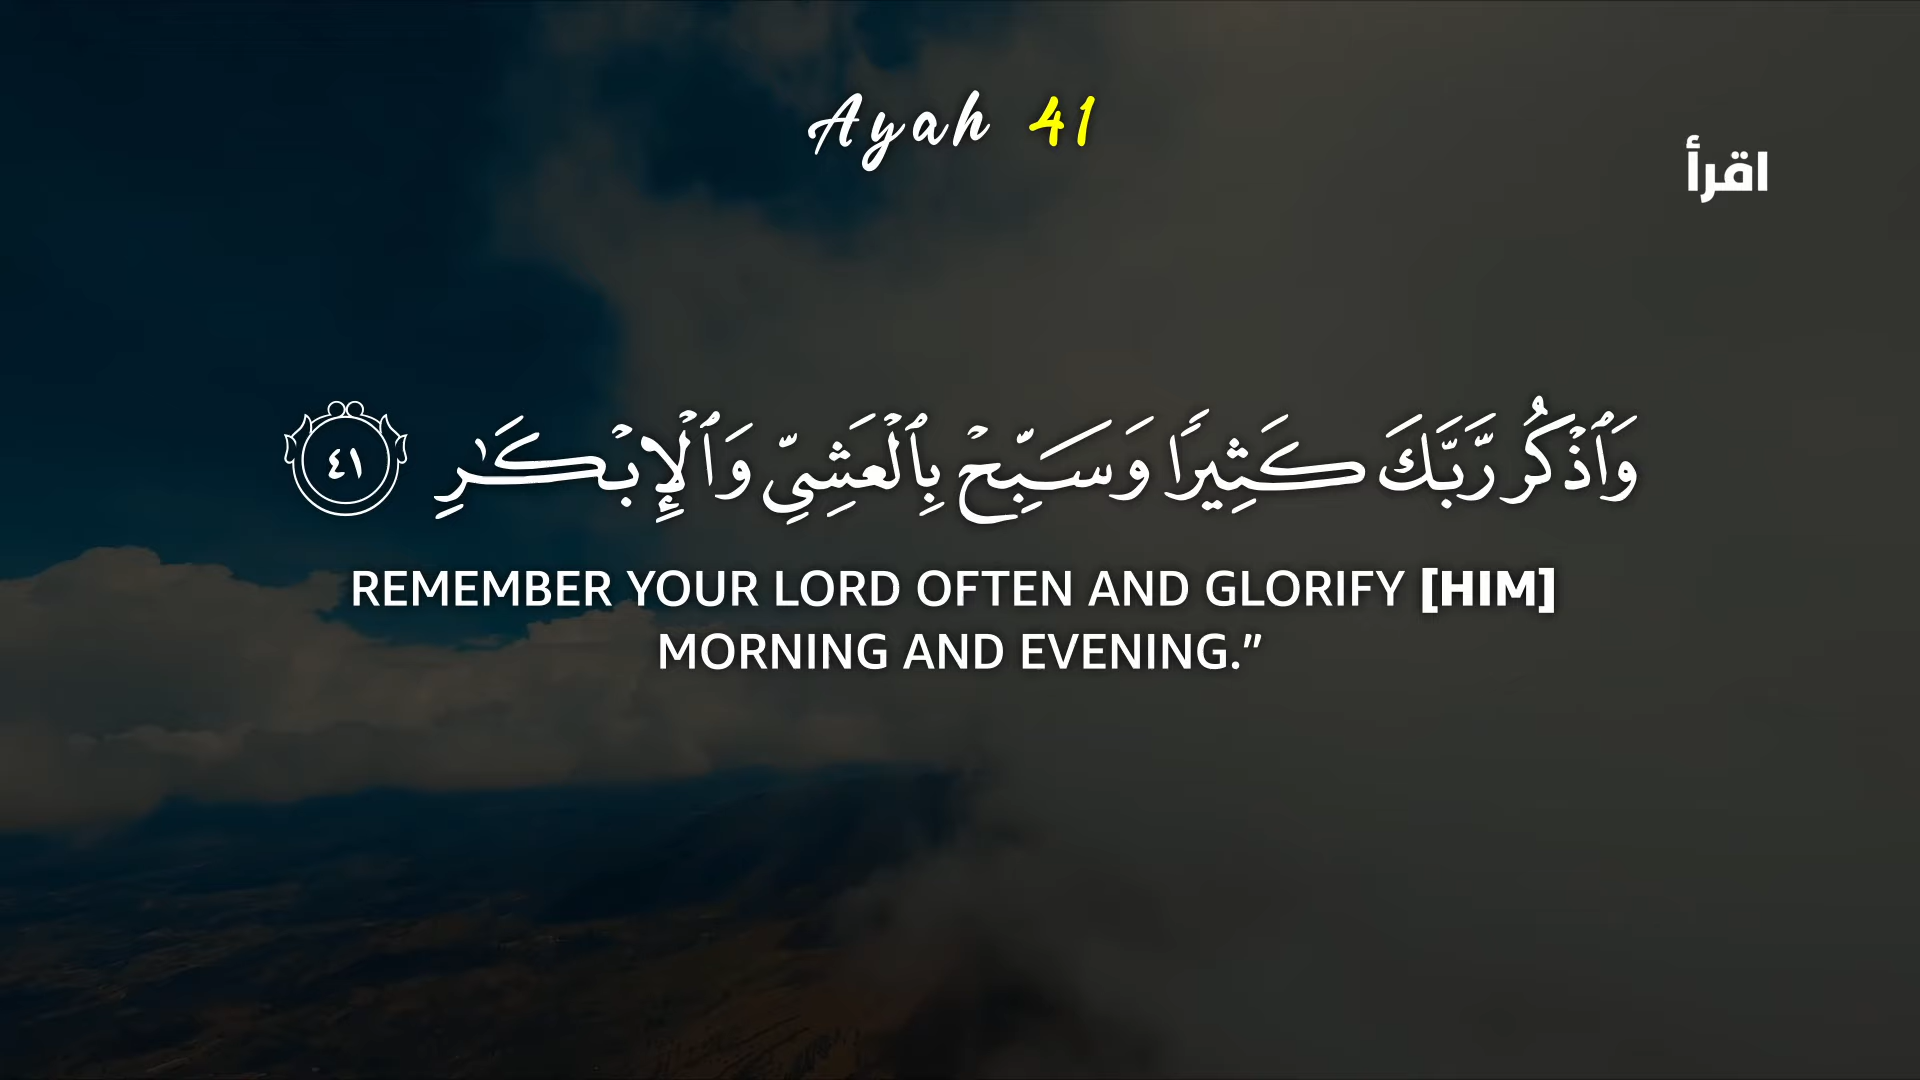 Ayah 41
اقرأ
وَٱذْكُر رَّبَّكَ كَثِيرًا وَسَبِّحْ بِٱلْعَشِىِّ وَٱلْإِبْكَـٰرِ ٤١
REMEMBER YOUR LORD OFTEN AND GLORIFY [HIM]
MORNING AND EVENING.”